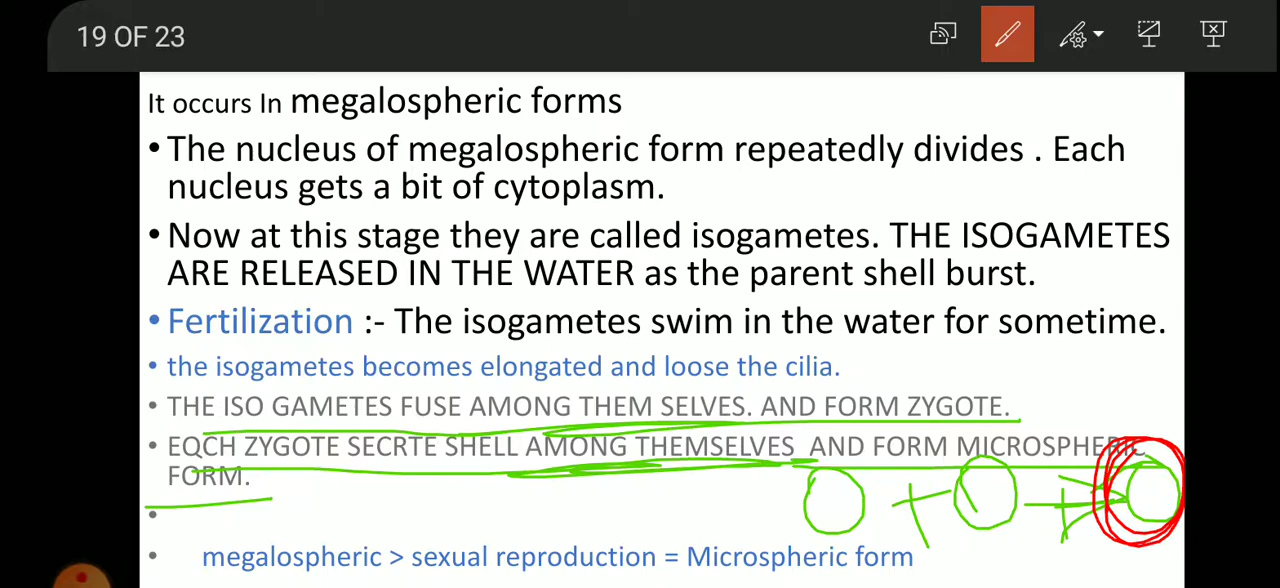 19 OF 23
It occurs In megalospheric forms
• The nucleus of megalospheric form repeatedly divides . Each
nucleus gets a bit of cytoplasm.
• Now at this stage they are called isogametes. THE ISOGAMETES
ARE RELEASED IN THE WATER as the parent shell burst.
• Fertilization :- The isogametes swim in the water for sometime.
• the isogametes becomes elongated and loose the cilia.
• THE ISO GAMETES FUSE AMONG THEM SELVES. AND FORM ZYGOTE.
• EQCH ZYGOTE SECRTE SHELL AMONG THEMSELVES AND FORM MICROSPHERIC
FORM.
•
• megalospheric > sexual reproduction = Microspheric form